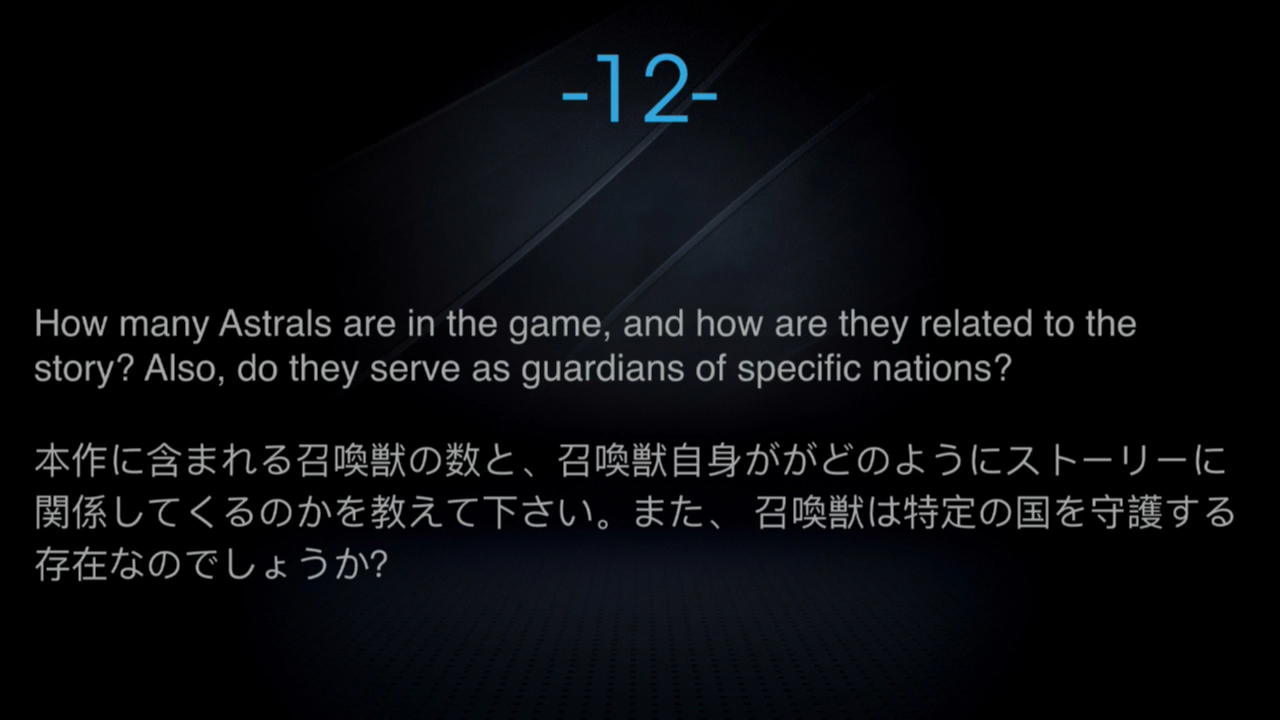 -12-
How many Astrals are in the game, and how are they related to the
story? Also, do they serve as guardians of specific nations?
本作に含まれる召喚獣の数と、召喚獣自身ががどのようにストーリーに
関係してくるのかを教えて下さい。また、 召喚獣は特定の国を守護する
存在なのでしょうか?